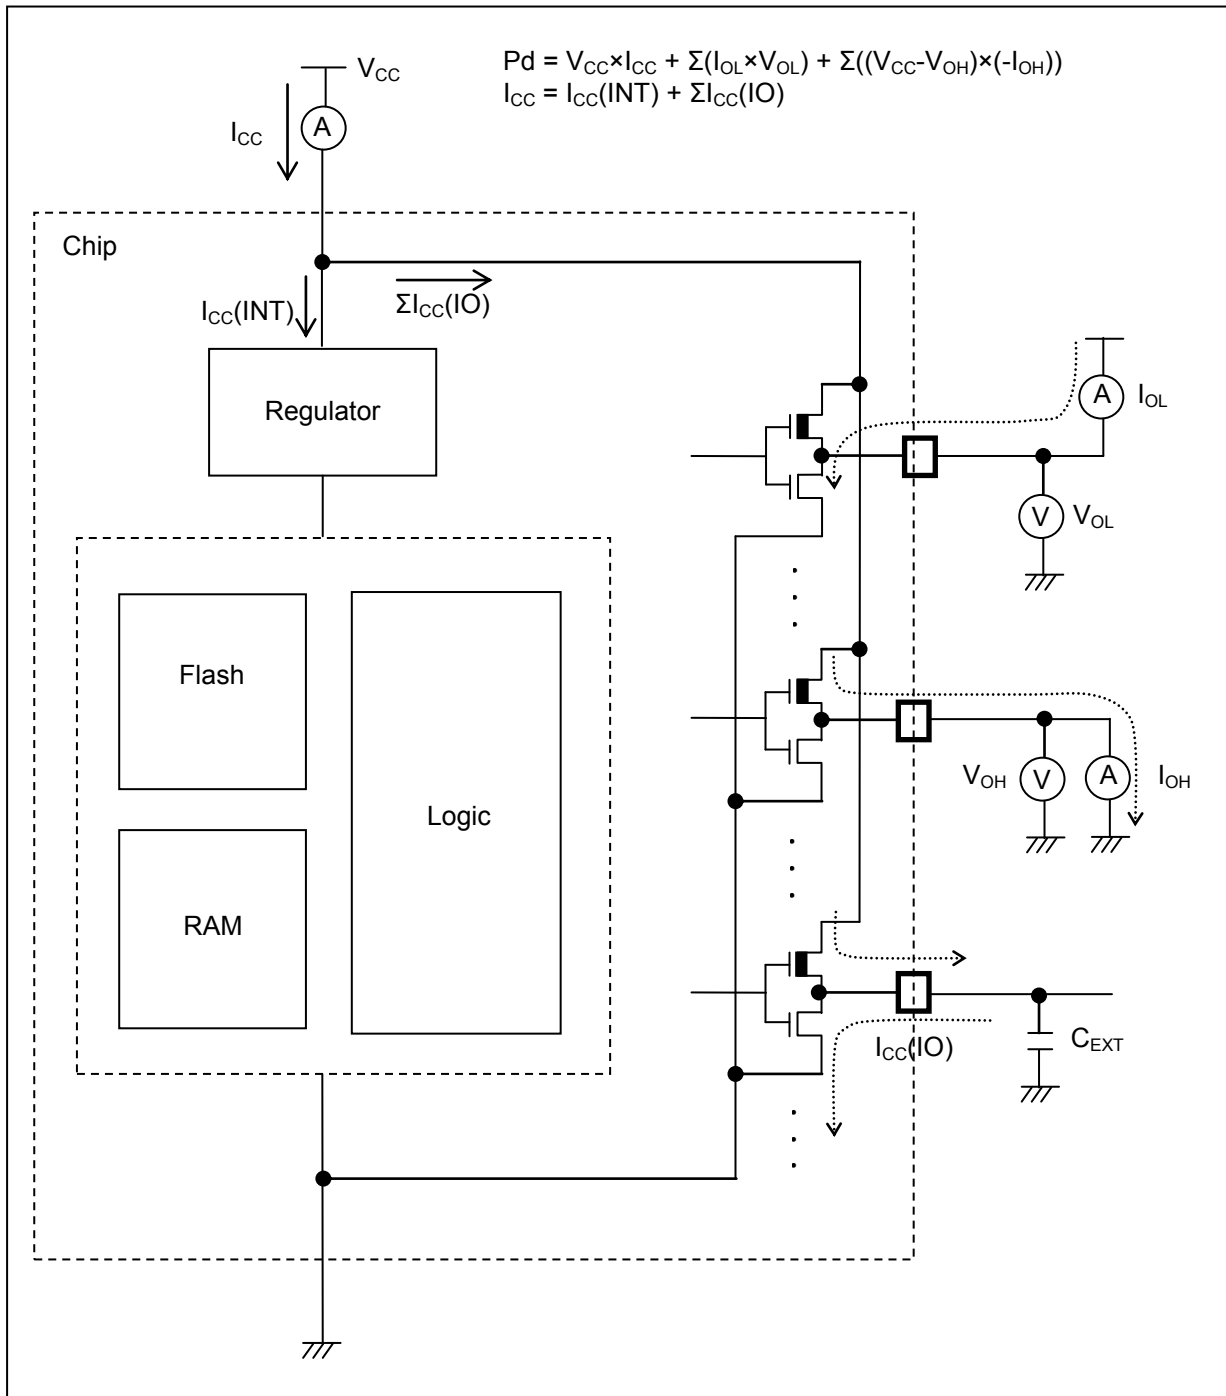 Pd = V_CC×I_CC + Σ(I_OL×V_OL) + Σ((V_CC-V_OH)×(-I_OH))
I_CC = I_CC(INT) + ΣI_CC(IO)
V_CC
A
I_CC
Chip
I_CC(INT)
ΣI_CC(IO)
Regulator
A
I_OL
V
V_OL
Flash
Logic
RAM
V_OH
V
A
I_OH
I_CC(IO)
C_EXT